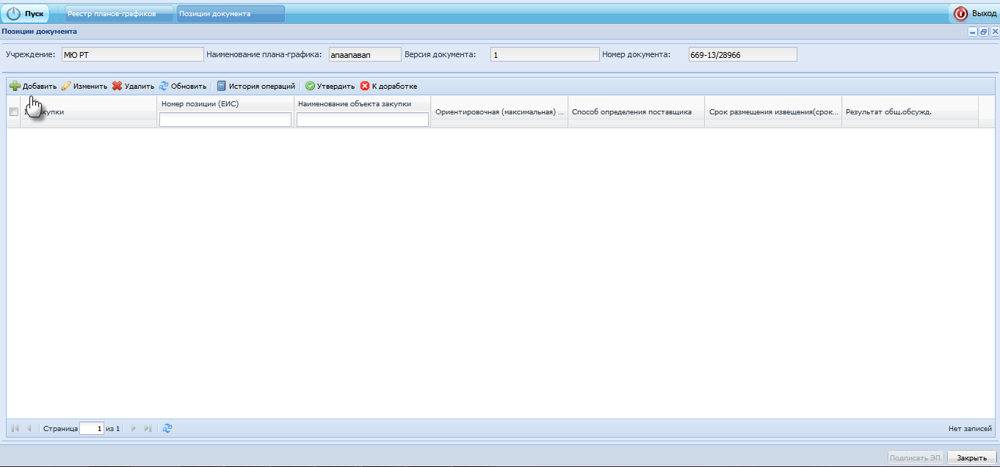 Пуск Реестр планов-графиков Позиции документа Выход
Позиции документа
Учреждение: МЮ РТ Наименование плана-графика: апаапавап Версия документа: 1 Номер документа: 669-13/28966
Добавить Изменить Удалить Обновить История операций Утвердить К доработке
Номер позиции (ЕИС) Наименование объекта закупки
Ориентировочная (максимальная) ... Способ определения поставщика Срок размещения извещения(срок... Результат общ.обсужд.
Страница 1 из 1 Нет записей
Подписать ЭП Закрыть